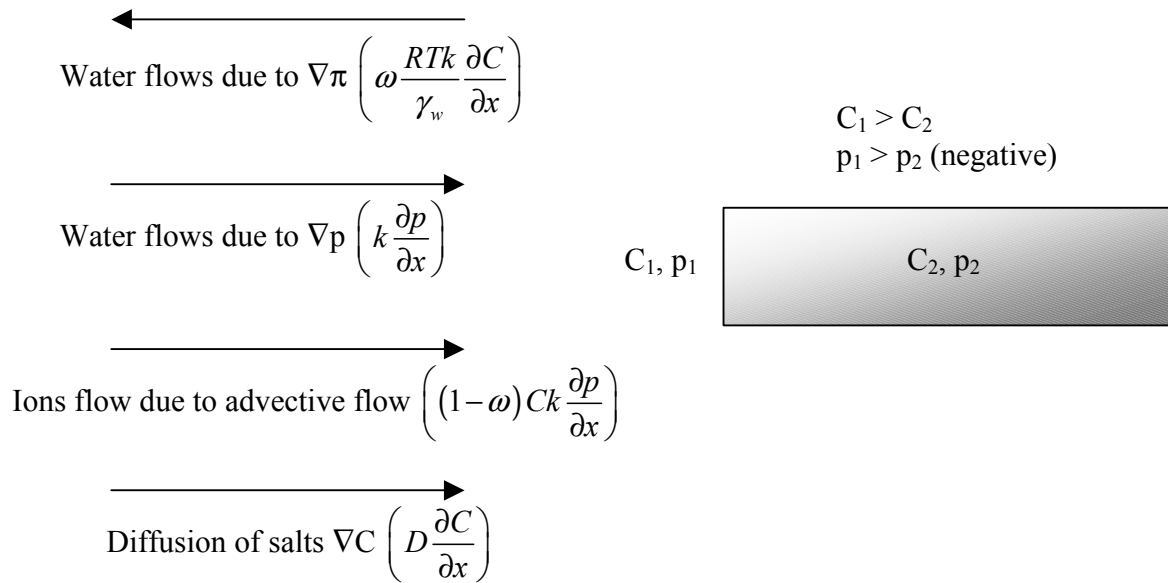 Water flows due to ∇π (ω RTk/γ_w ∂C/∂x)
C₁ > C₂
p₁ > p₂ (negative)
Water flows due to ∇p (k ∂p/∂x)
C₁, p₁
C₂, p₂
Ions flow due to advective flow ((1−ω) Ck ∂p/∂x)
Diffusion of salts ∇C (D ∂C/∂x)